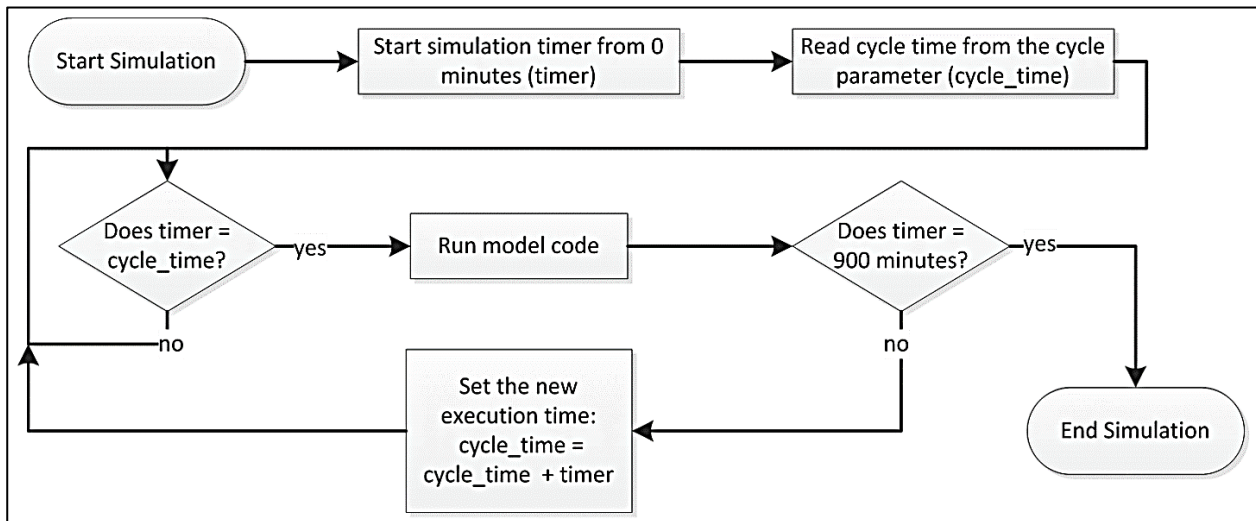 Start Simulation
Start simulation timer from 0
minutes (timer)
Read cycle time from the cycle
parameter (cycle_time)
Does timer =
cycle_time?
yes
Run model code
Does timer =
900 minutes?
yes
no
no
Set the new
execution time:
cycle_time =
cycle_time + timer
End Simulation